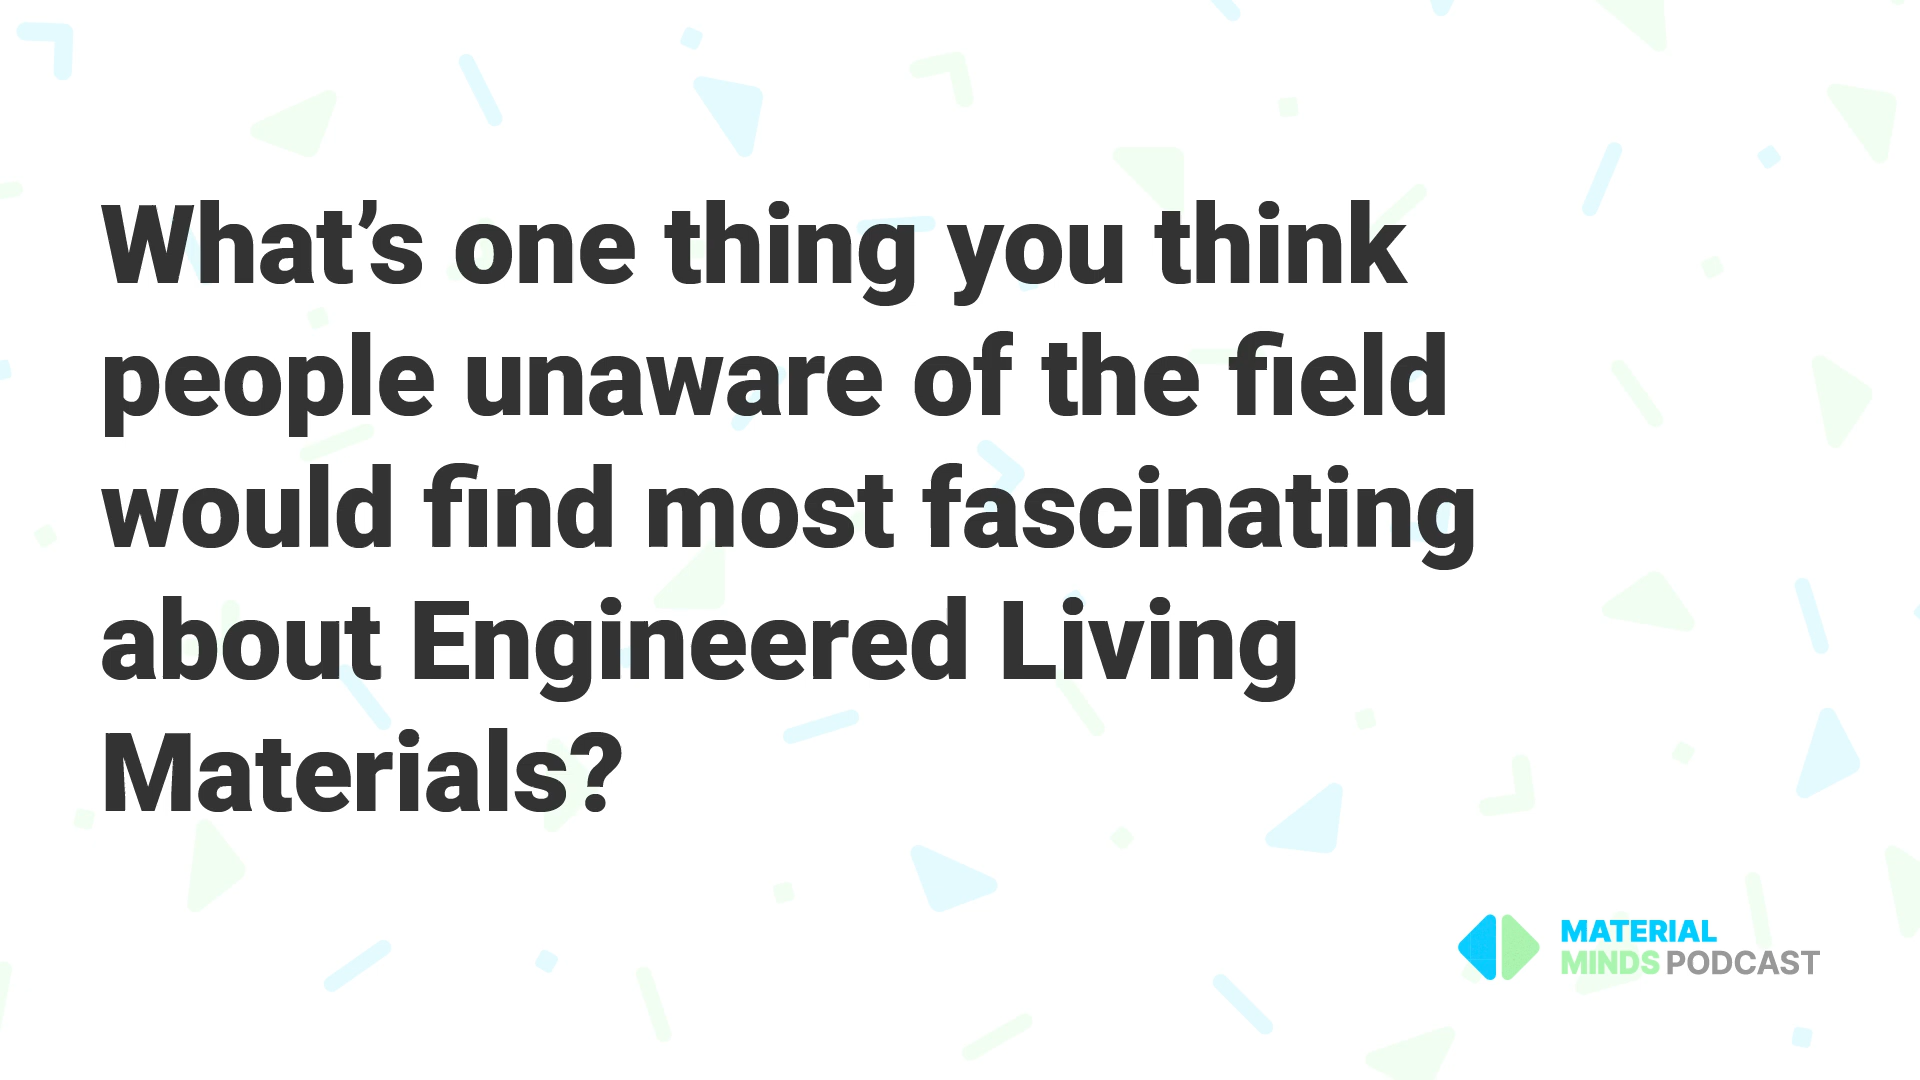 What’s one thing you think
people unaware of the field
would find most fascinating
about Engineered Living
Materials?
MATERIAL
MINDS PODCAST